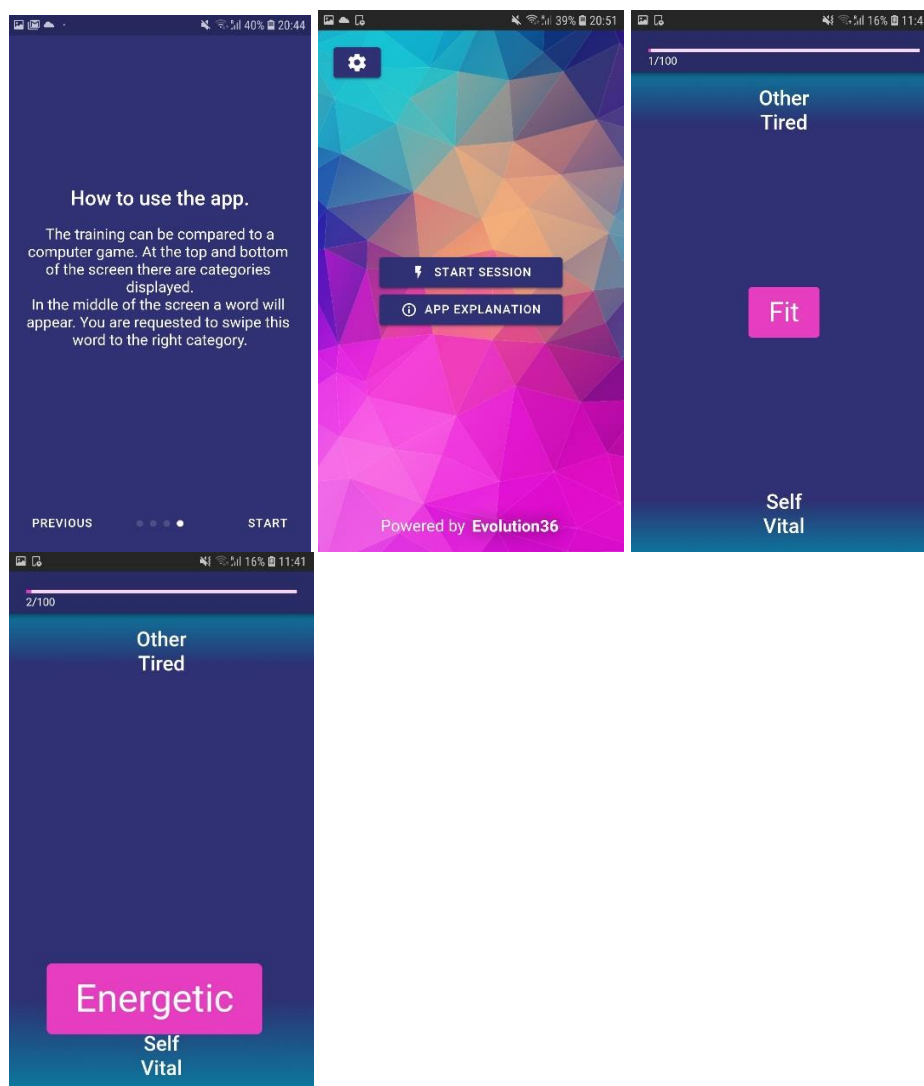 40% 20:44
How to use the app.
The training can be compared to a
computer game. At the top and bottom
of the screen there are categories
displayed.
In the middle of the screen a word will
appear. You are requested to swipe this
word to the right category.
PREVIOUS
START
39% 20:51
START SESSION
APP EXPLANATION
Powered by Evolution36
16% 11:4
1/100
Other
Tired
Fit
Self
Vital
16% 11:41
2/100
Other
Tired
Energetic
Self
Vital